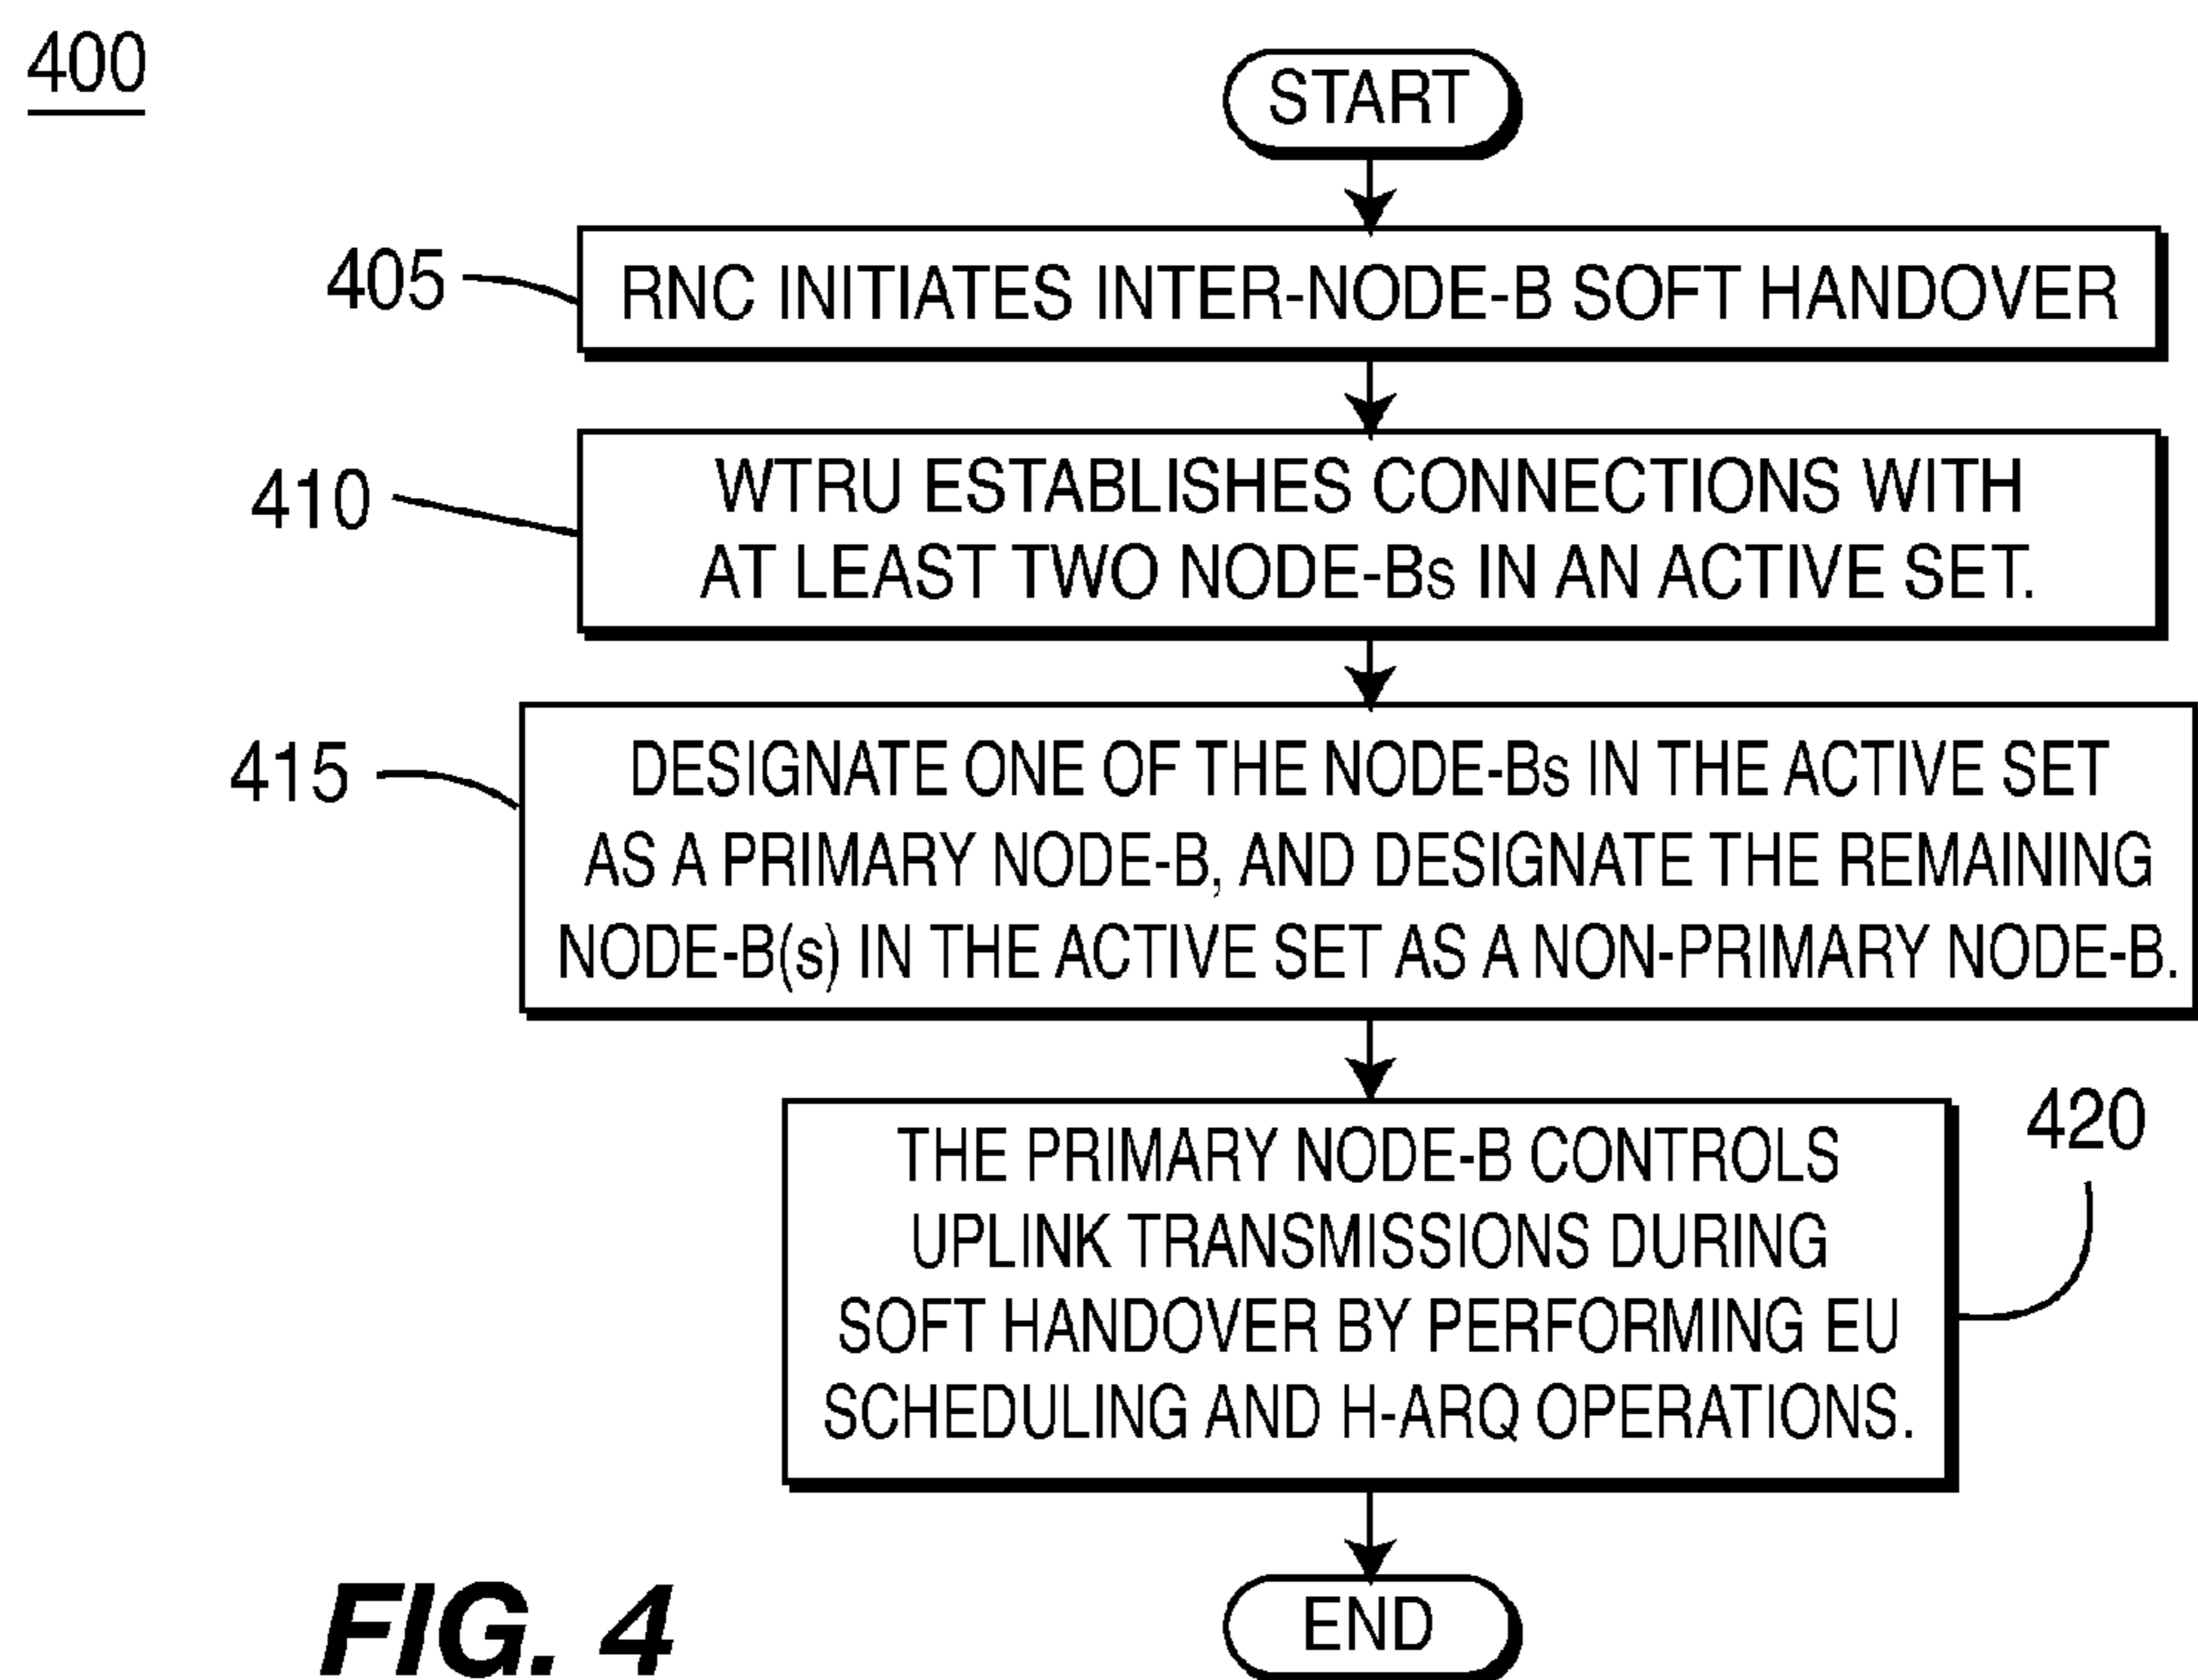 400
START
405
RNC INITIATES INTER-NODE-B SOFT HANDOVER
410
WTRU ESTABLISHES CONNECTIONS WITH
AT LEAST TWO NODE-Bs IN AN ACTIVE SET.
415
DESIGNATE ONE OF THE NODE-Bs IN THE ACTIVE SET
AS A PRIMARY NODE-B, AND DESIGNATE THE REMAINING
NODE-B(s) IN THE ACTIVE SET AS A NON-PRIMARY NODE-B.
420
THE PRIMARY NODE-B CONTROLS
UPLINK TRANSMISSIONS DURING
SOFT HANDOVER BY PERFORMING EU
SCHEDULING AND H-ARQ OPERATIONS.
END
FIG. 4